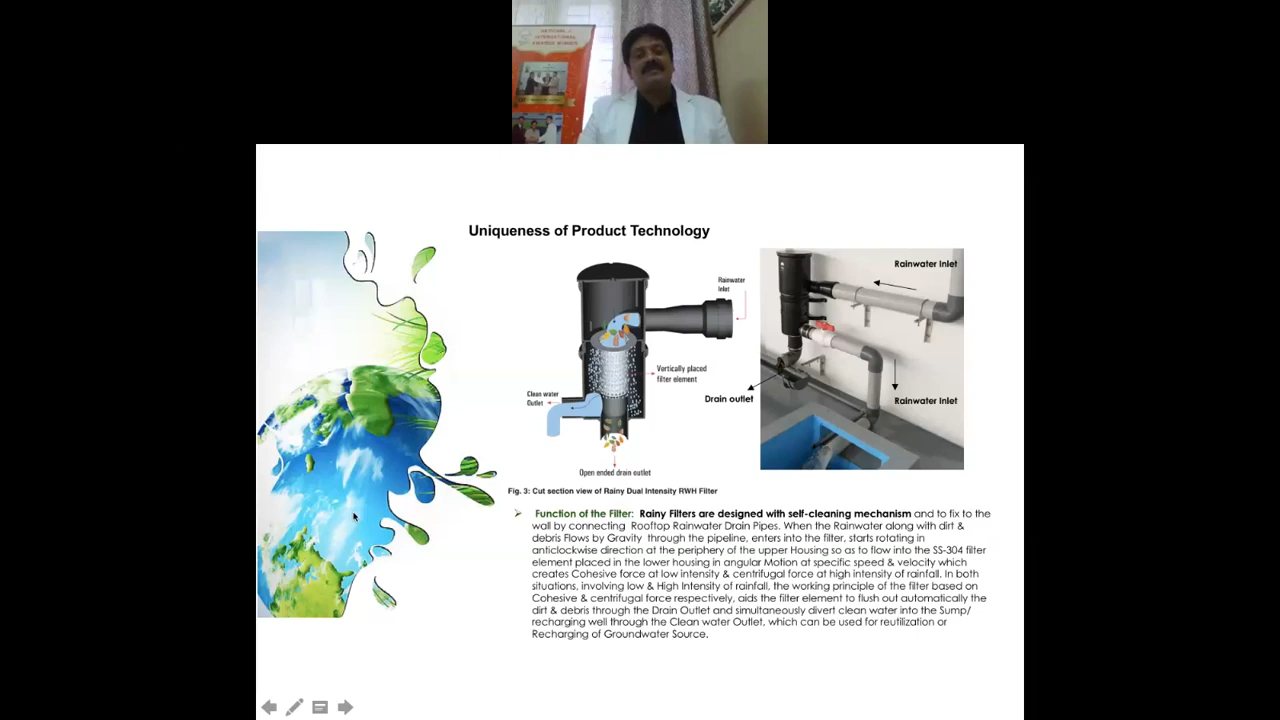 NATIONAL &
INTERNATIONAL
AWARDS WINNER
Uniqueness of Product Technology
Rainwater
Inlet
Vertically placed
filter element
Clean water
Outlet
Open ended drain outlet
Rainwater Inlet
Drain outlet
Rainwater Inlet
Fig. 3: Cut section view of Rainy Dual Intensity RWH Filter
➢ Function of the Filter: Rainy Filters are designed with self-cleaning mechanism and to fix to the
wall by connecting Rooftop Rainwater Drain Pipes. When the Rainwater along with dirt &
debris Flows by Gravity through the pipeline, enters into the filter, starts rotating in
anticlockwise direction at the periphery of the upper Housing so as to flow into the SS-304 filter
element placed in the lower housing in angular Motion at specific speed & velocity which
creates Cohesive force at low intensity & centrifugal force at high intensity of rainfall. In both
situations, involving low & High Intensity of rainfall, the working principle of the filter based on
Cohesive & centrifugal force respectively, aids the filter element to flush out automatically the
dirt & debris through the Drain Outlet and simultaneously divert clean water into the Sump/
recharging well through the Clean water Outlet, which can be used for reutilization or
Recharging of Groundwater Source.